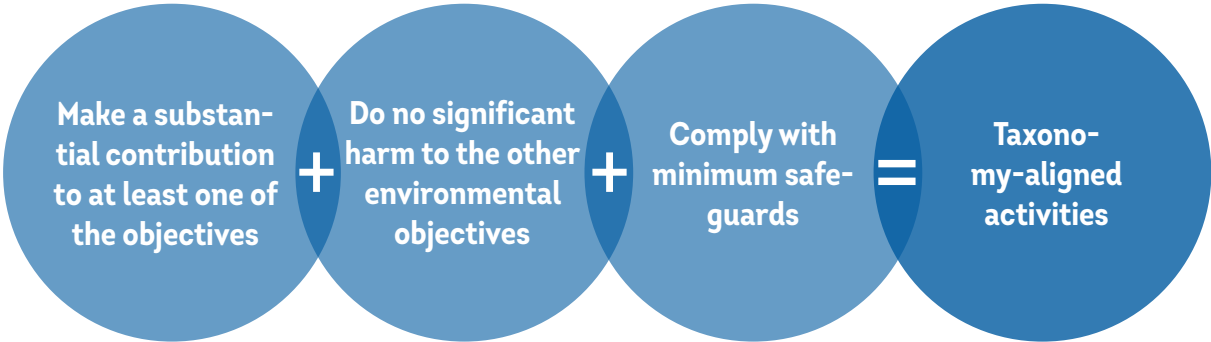 Make a substan-
tial contribution
to at least one of
the objectives
+
Do no significant
harm to the other
environmental
objectives
+
Comply with
minimum safe-
guards
=
Taxono-
my-aligned
activities